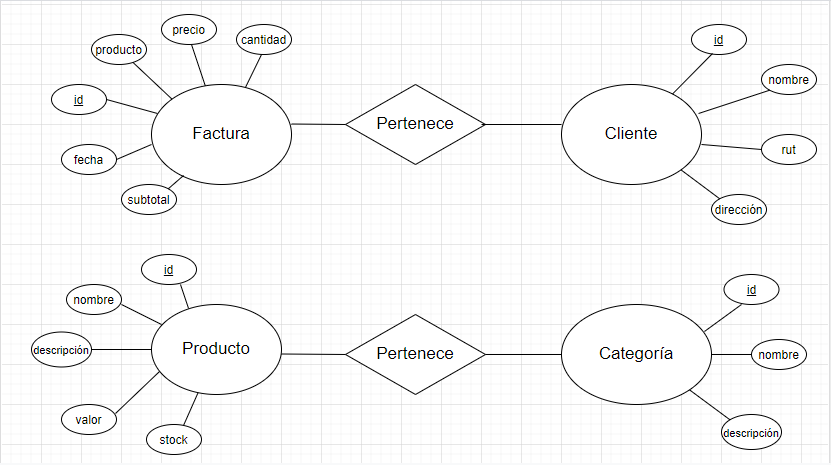 precio
cantidad
producto
id
Factura
fecha
subtotal
Pertenece
id
nombre
Cliente
rut
dirección
id
nombre
descripción
Producto
valor
stock
Pertenece
id
Categoría
nombre
descripción